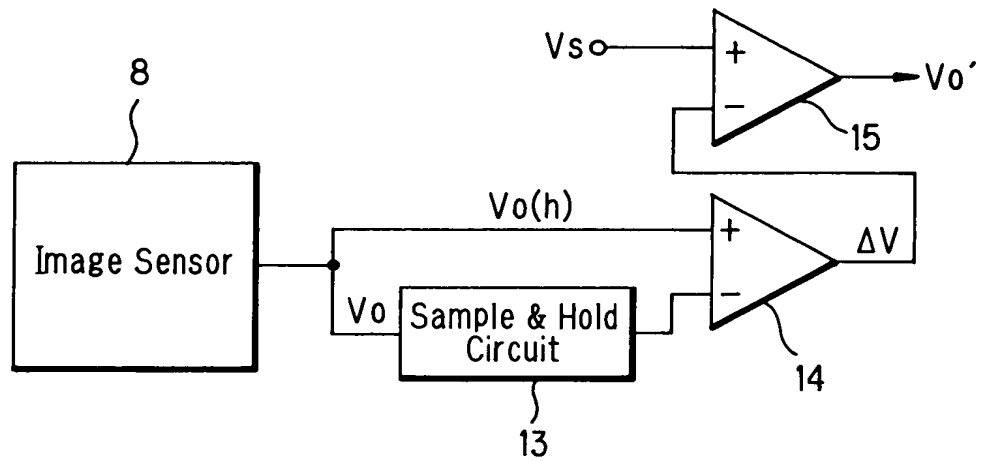 8
Image Sensor
Vs
+
−
Vo´
15
Vo(h)
+
−
ΔV
14
Vo
Sample & Hold
Circuit
13